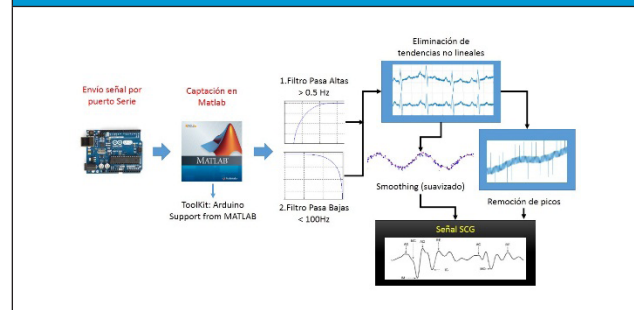 Envío señal por
puerto Serie
Captación en
Matlab
MATLAB
ToolKit: Arduino
Support from MATLAB
1.Filtro Pasa Altas
> 0.5 Hz
2.Filtro Pasa Bajas
< 100Hz
Eliminación de
tendencias no lineales
Smoothing (suavizado)
Remoción de picos
Señal SCG